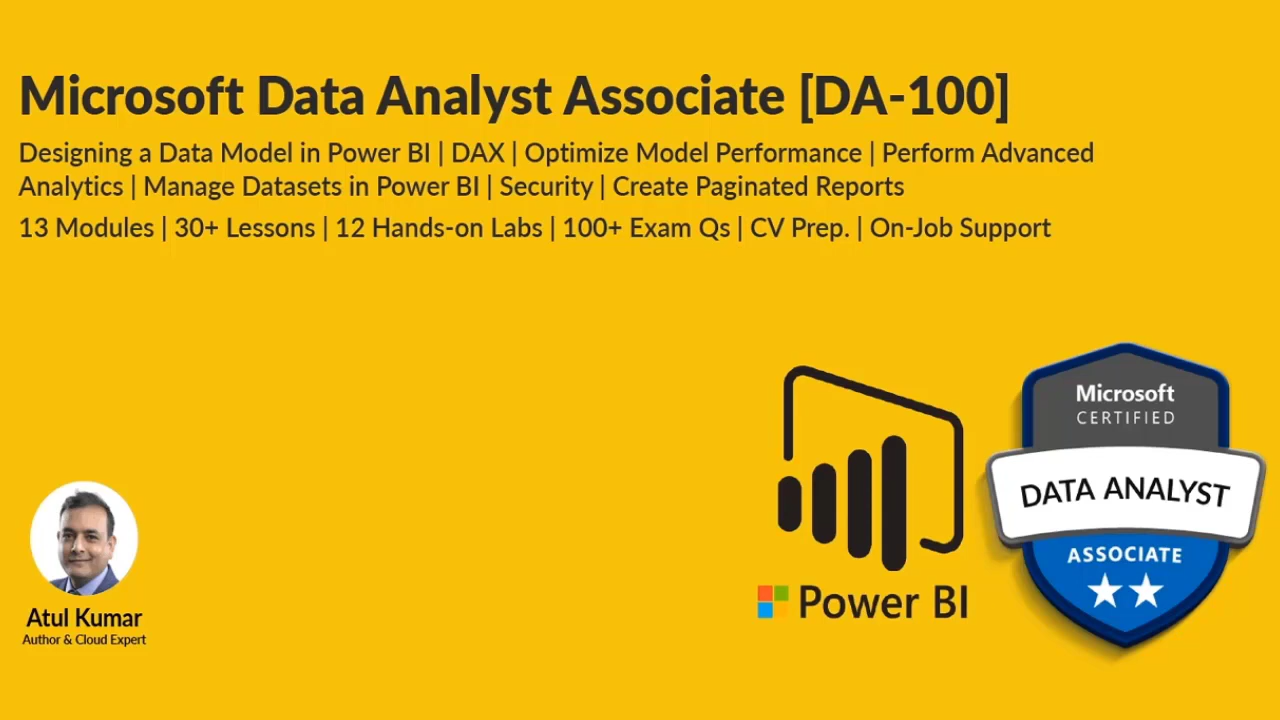 Microsoft Data Analyst Associate [DA-100]
Designing a Data Model in Power BI | DAX | Optimize Model Performance | Perform Advanced
Analytics | Manage Datasets in Power BI | Security | Create Paginated Reports
13 Modules | 30+ Lessons | 12 Hands-on Labs | 100+ Exam Qs | CV Prep. | On-Job Support
Microsoft
CERTIFIED
DATA ANALYST
ASSOCIATE
Power BI
Atul Kumar
Author & Cloud Expert